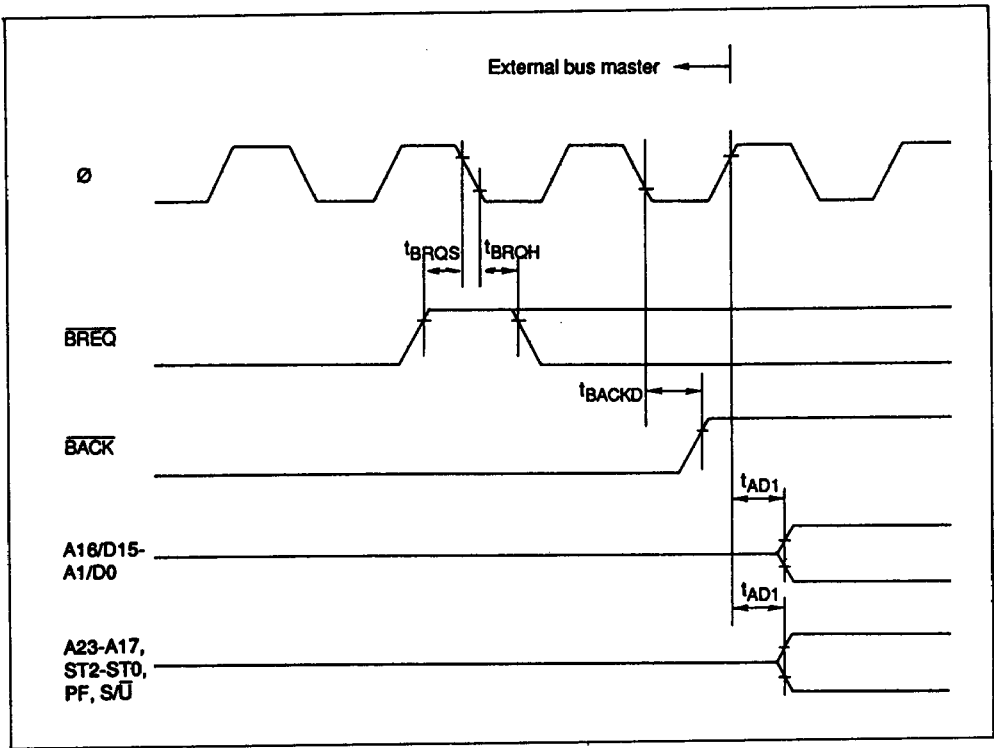 External bus master
Ø
tBRQS
tBRQH
BREQ
tBACKD
BACK
tAD1
A16/D15-
A1/D0
tAD1
A23-A17,
ST2-ST0,
PF, S/U̅